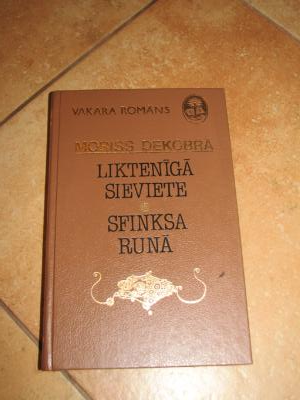 VAKARA ROMĀNS
MORISS DEKOBRA
LIKTENĪGĀ
SIEVIETE
SFINKSA
RUNĀ